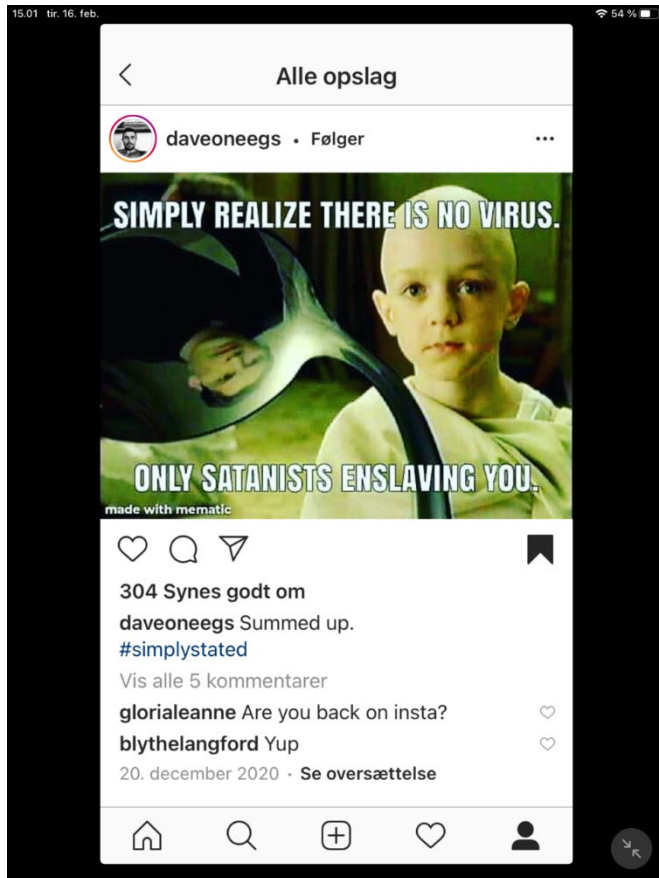 15.01 tir. 16. feb.
54 %
Alle opslag
daveoneegs • Følger
SIMPLY REALIZE THERE IS NO VIRUS.
ONLY SATANISTS ENSLAVING YOU.
made with mematic
304 Synes godt om
daveoneegs Summed up.
#simplystated
Vis alle 5 kommentarer
glorialeanne Are you back on insta?
blythelangford Yup
20. december 2020 · Se oversættelse